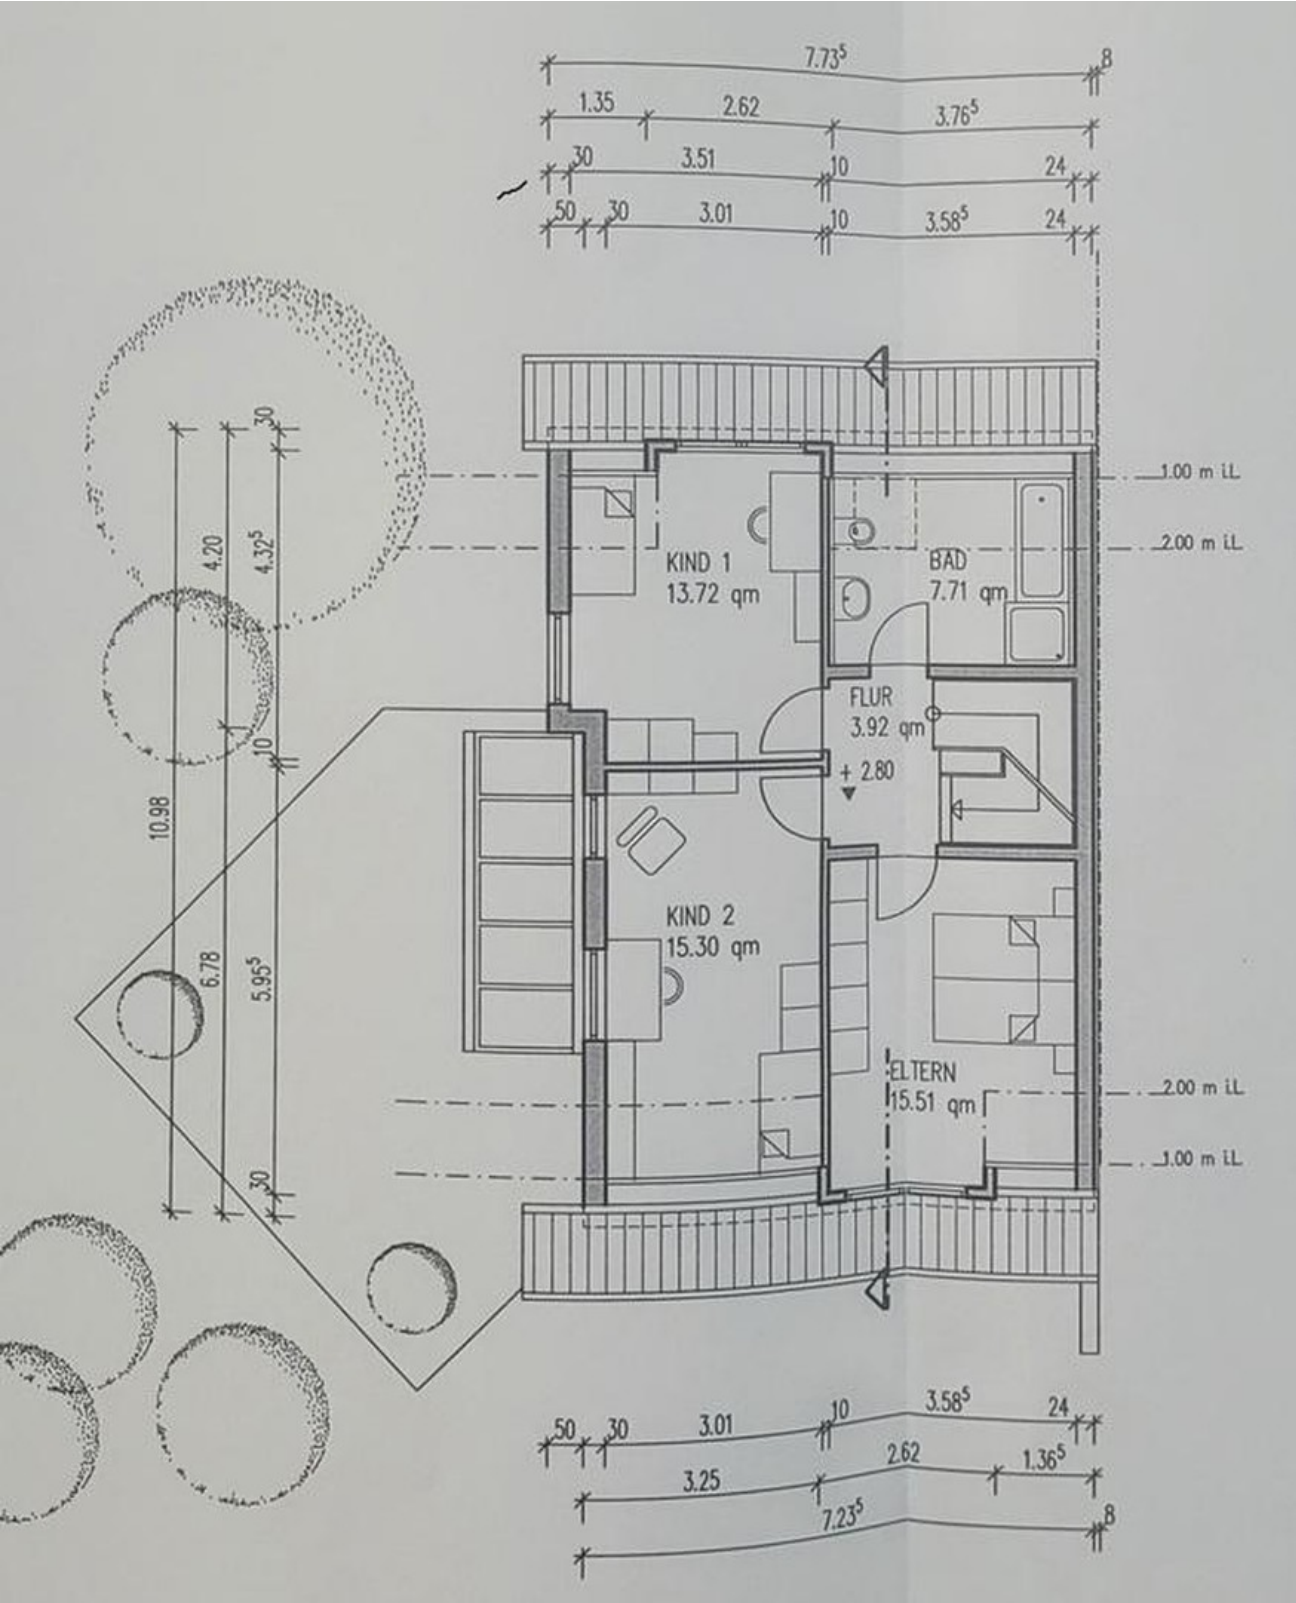 7.73⁵ 8
1.35 2.62 3.76⁵
30 3.51 10 24
50 30 3.01 10 3.58⁵ 24
30
4.20
4.32⁵
10
10.98
6.78
5.95⁵
30
1.00 m i.L
2.00 m i.L
KIND 1
13.72 qm
BAD
7.71 qm
FLUR
3.92 qm
+ 2.80
KIND 2
15.30 qm
ELTERN
15.51 qm
2.00 m i.L
1.00 m i.L
50 30 3.01 10 3.58⁵ 24
3.25 2.62 1.36⁵
7.23⁵ 8